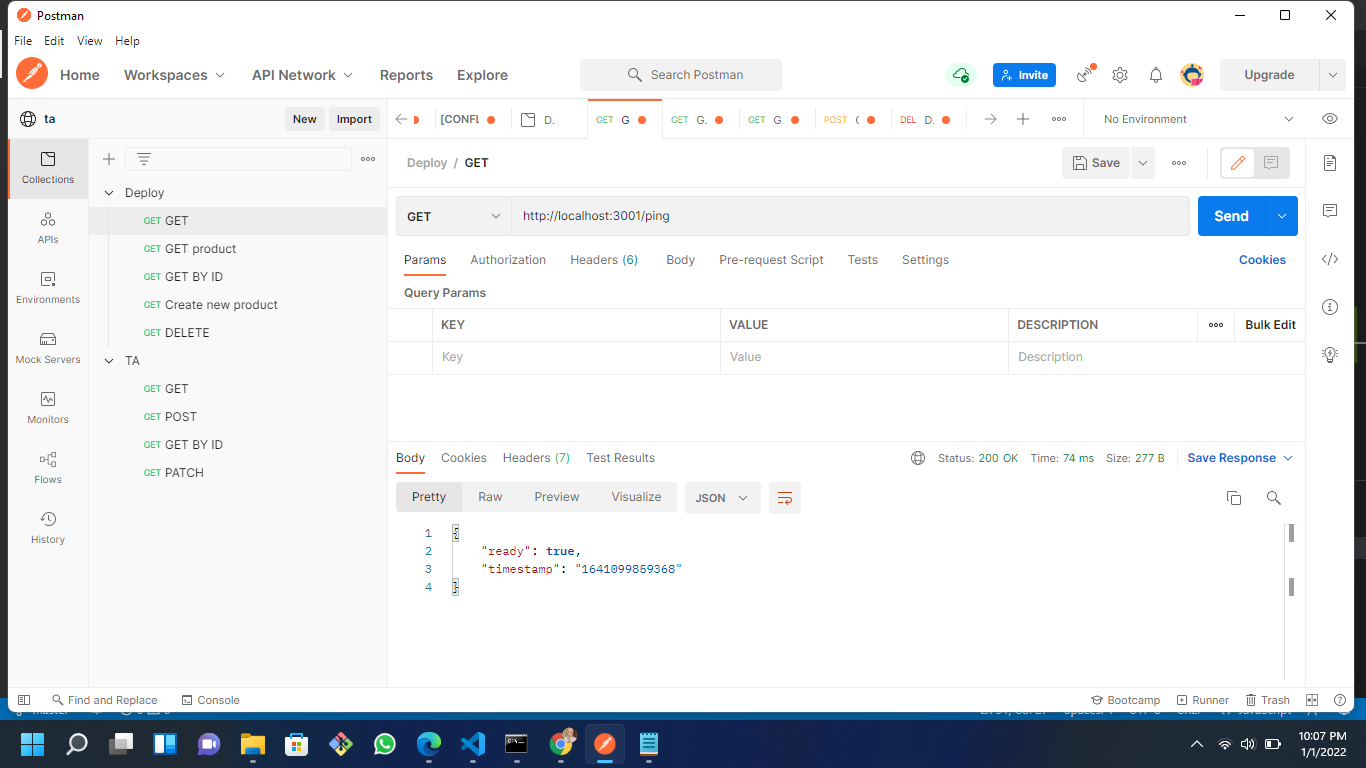 Postman
File Edit View Help
Home Workspaces API Network Reports Explore Search Postman Invite Upgrade
ta New Import [CONFL D. GET G GET G. GET G. POST DEL D. No Environment
Deploy / GET Save
Collections
APIs
Environments
Mock Servers
Monitors
Flows
History
Deploy
GET GET
GET GET product
GET GET BY ID
GET Create new product
GET DELETE
TA
GET GET
GET POST
GET GET BY ID
GET PATCH
GET http://localhost:3001/ping Send
Params Authorization Headers (6) Body Pre-request Script Tests Settings Cookies
Query Params
KEY VALUE DESCRIPTION Bulk Edit
Key Value Description
Body Cookies Headers (7) Test Results Status: 200 OK Time: 74 ms Size: 277 B Save Response
Pretty Raw Preview Visualize JSON
1 {
2 "ready": true,
3 "timestamp": "1641099859368"
4 }
Find and Replace Console Bootcamp Runner Trash
10:07 PM
1/1/2022